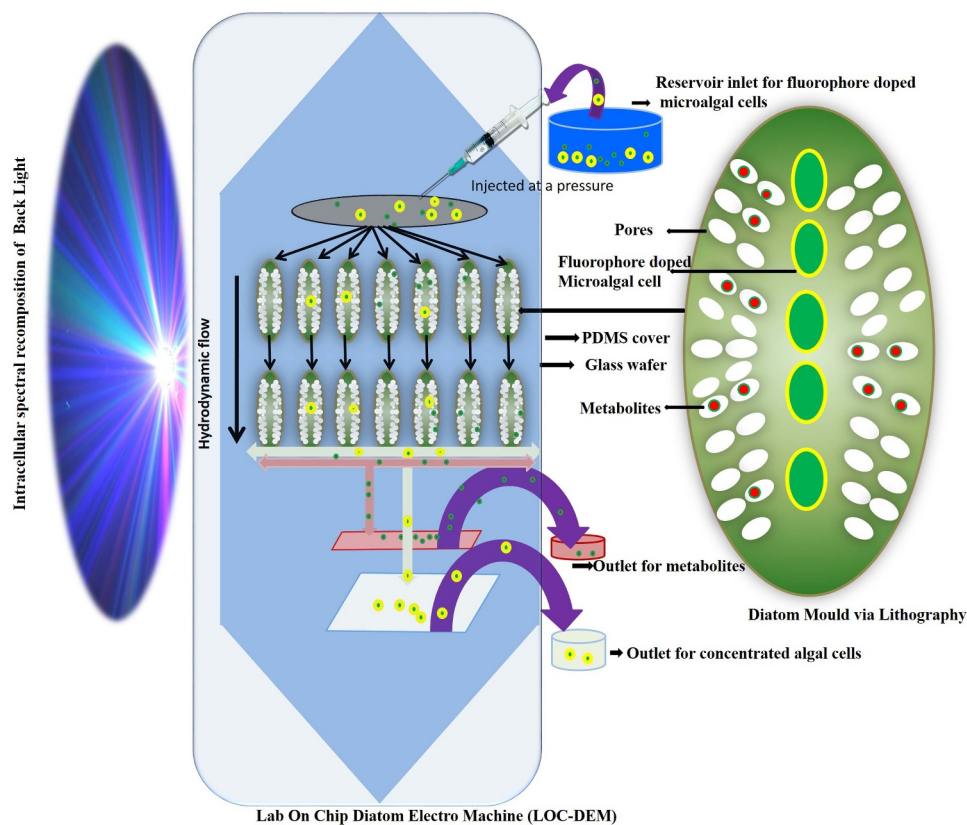 Intracellular spectral recomposition of Back Light
Reservoir inlet for fluorophore doped
microalgal cells
Injected at a pressure
Pores
Fluorophore doped
Microalgal cell
Hydrodynamic flow
PDMS cover
Glass wafer
Metabolites
Outlet for metabolites
Diatom Mould via Lithography
Outlet for concentrated algal cells
Lab On Chip Diatom Electro Machine (LOC-DEM)